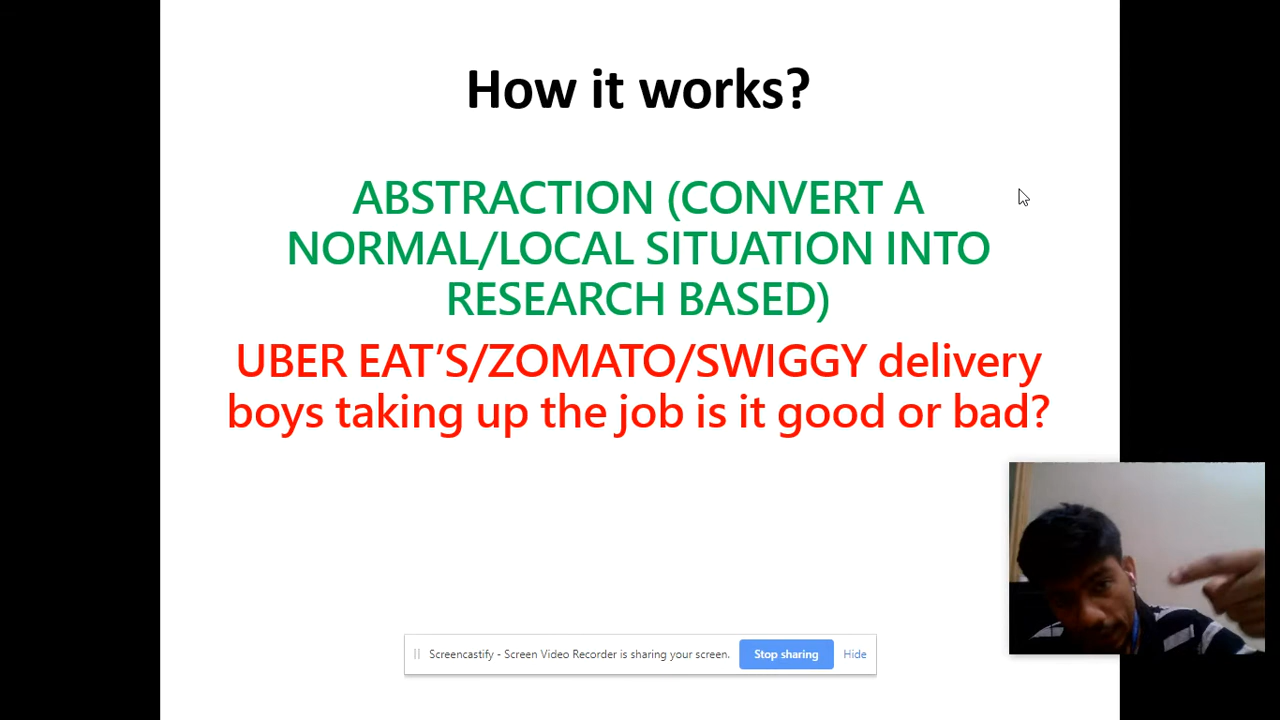 How it works?
ABSTRACTION (CONVERT A
NORMAL/LOCAL SITUATION INTO
RESEARCH BASED)
UBER EAT’S/ZOMATO/SWIGGY delivery
boys taking up the job is it good or bad?
Screencastify - Screen Video Recorder is sharing your screen. Stop sharing Hide